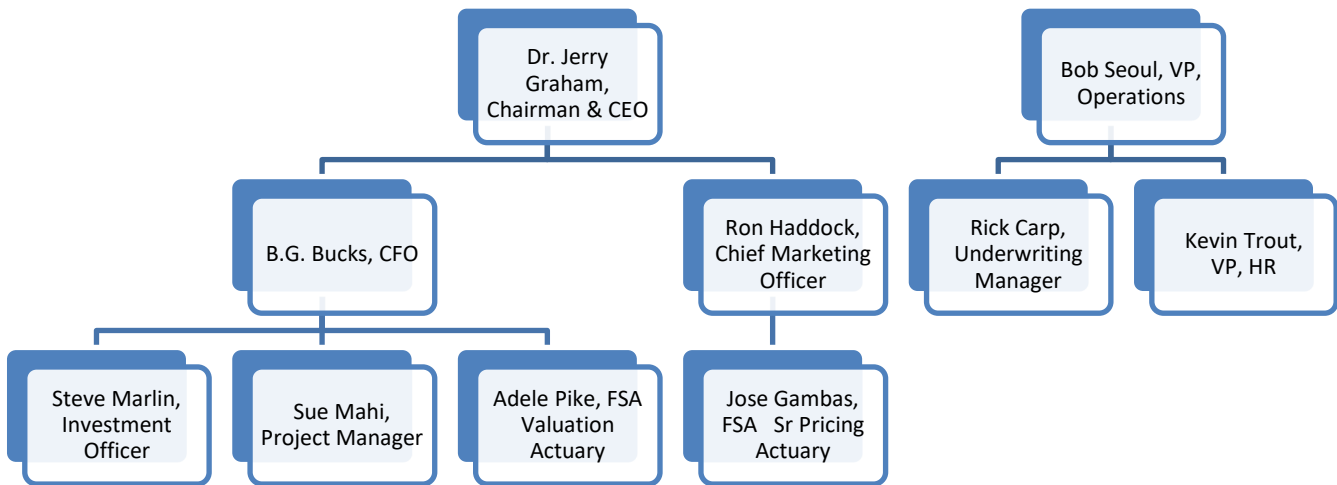 Dr. Jerry
Graham,
Chairman & CEO
Bob Seoul, VP,
Operations
B.G. Bucks, CFO
Ron Haddock,
Chief Marketing
Officer
Rick Carp,
Underwriting
Manager
Kevin Trout,
VP, HR
Steve Marlin,
Investment
Officer
Sue Mahi,
Project Manager
Adele Pike, FSA
Valuation
Actuary
Jose Gambas,
FSA   Sr Pricing
Actuary